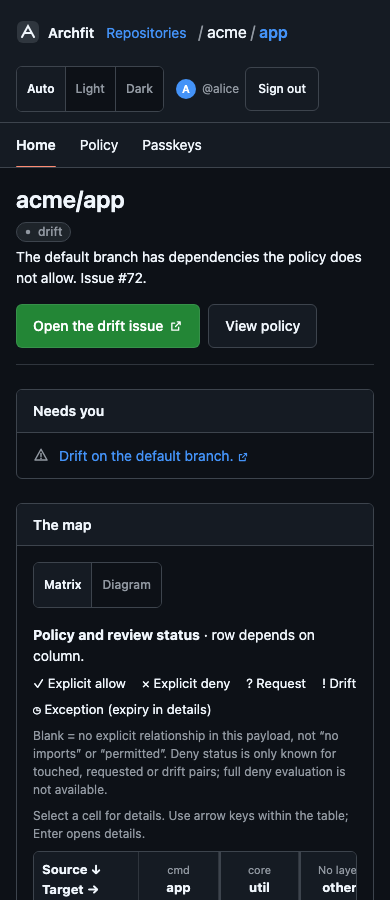 Archfit Repositories / acme / app
Auto Light Dark A @alice Sign out
Home Policy Passkeys
acme/app
• drift
The default branch has dependencies the policy does
not allow. Issue #72.
Open the drift issue View policy
Needs you
Drift on the default branch.
The map
Matrix Diagram
Policy and review status · row depends on
column.
✓ Explicit allow × Explicit deny ? Request ! Drift
◷ Exception (expiry in details)
Blank = no explicit relationship in this payload, not “no
imports” or “permitted”. Deny status is only known for
touched, requested or drift pairs; full deny evaluation is
not available.
Select a cell for details. Use arrow keys within the table;
Enter opens details.
Source ↓ cmd core No laye
Target → app util other